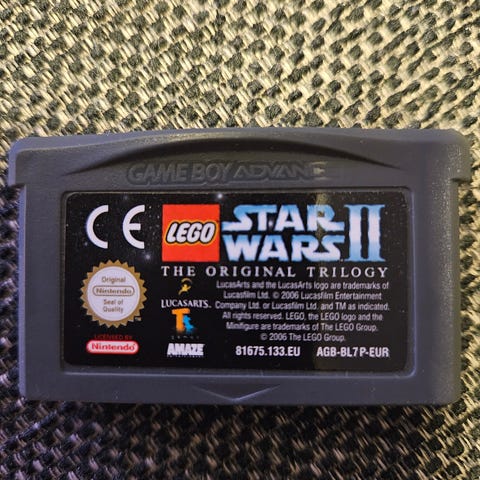 GAME BOY ADVANCE
CE
LEGO
STAR WARS II
THE ORIGINAL TRILOGY
Original
Nintendo
Seal of
Quality
LICENSED BY
Nintendo
LUCASARTS.
GAMES
AMAZE
LucasArts and the LucasArts logo are trademarks of
Lucasfilm Ltd. © 2006 Lucasfilm Entertainment
Company Ltd. or Lucasfilm Ltd. and TM as indicated.
All rights reserved. LEGO, the LEGO logo and the
Minifigure are trademarks of The LEGO Group.
© 2006 The LEGO Group.
81675.133.EU AGB-BL7P-EUR